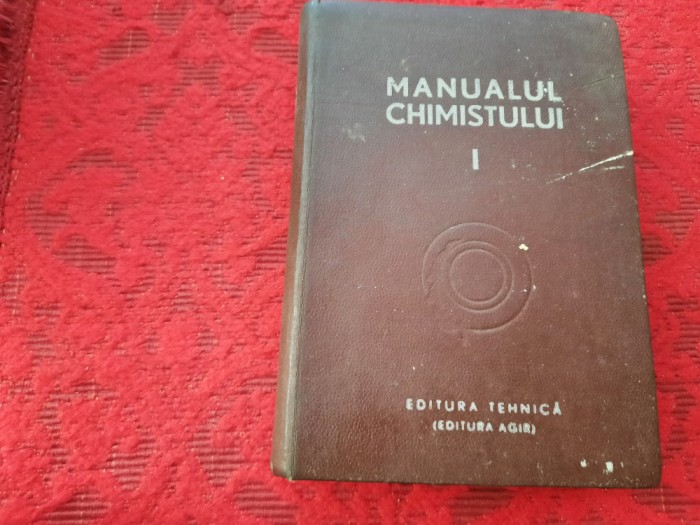 MANUALUL
CHIMISTULUI
I
EDITURA TEHNICĂ
(EDITURA AGIR)